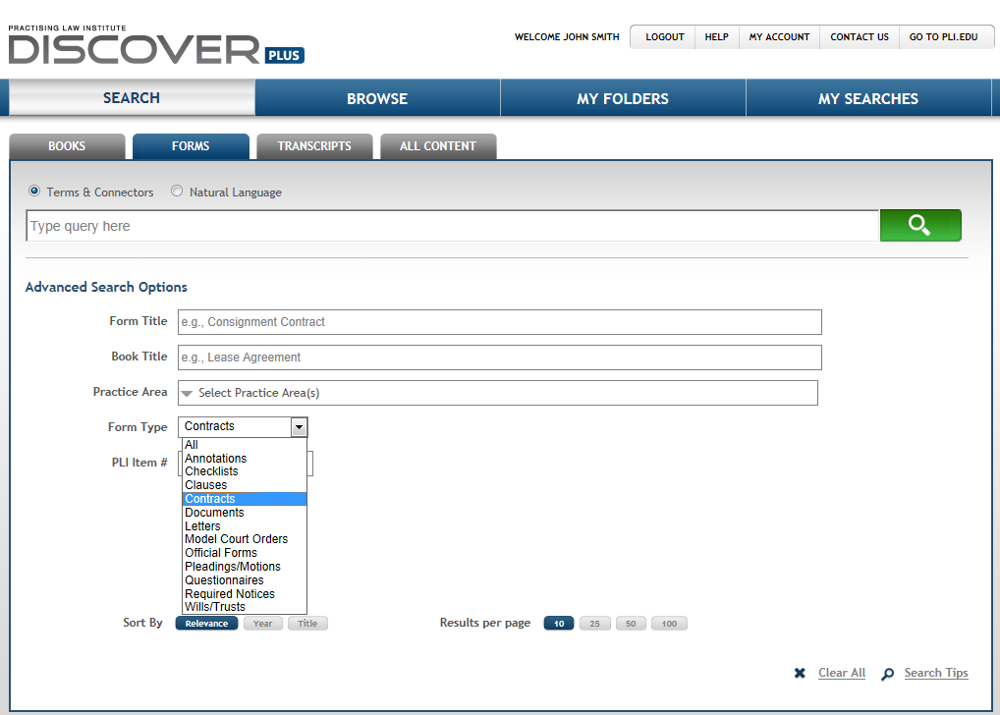 PRACTISING LAW INSTITUTE
DISCOVER PLUS
WELCOME JOHN SMITH LOGOUT HELP MY ACCOUNT CONTACT US GO TO PLI.EDU
SEARCH BROWSE MY FOLDERS MY SEARCHES
BOOKS FORMS TRANSCRIPTS ALL CONTENT
Terms & Connectors Natural Language
Type query here
Advanced Search Options
Form Title e.g., Consignment Contract
Book Title e.g., Lease Agreement
Practice Area Select Practice Area(s)
Form Type Contracts
All
PLI Item #
Annotations
Checklists
Clauses
Contracts
Documents
Letters
Model Court Orders
Official Forms
Pleadings/Motions
Questionnaires
Required Notices
Wills/Trusts
Sort By Relevance Year Title Results per page 10 25 50 100
Clear All Search Tips